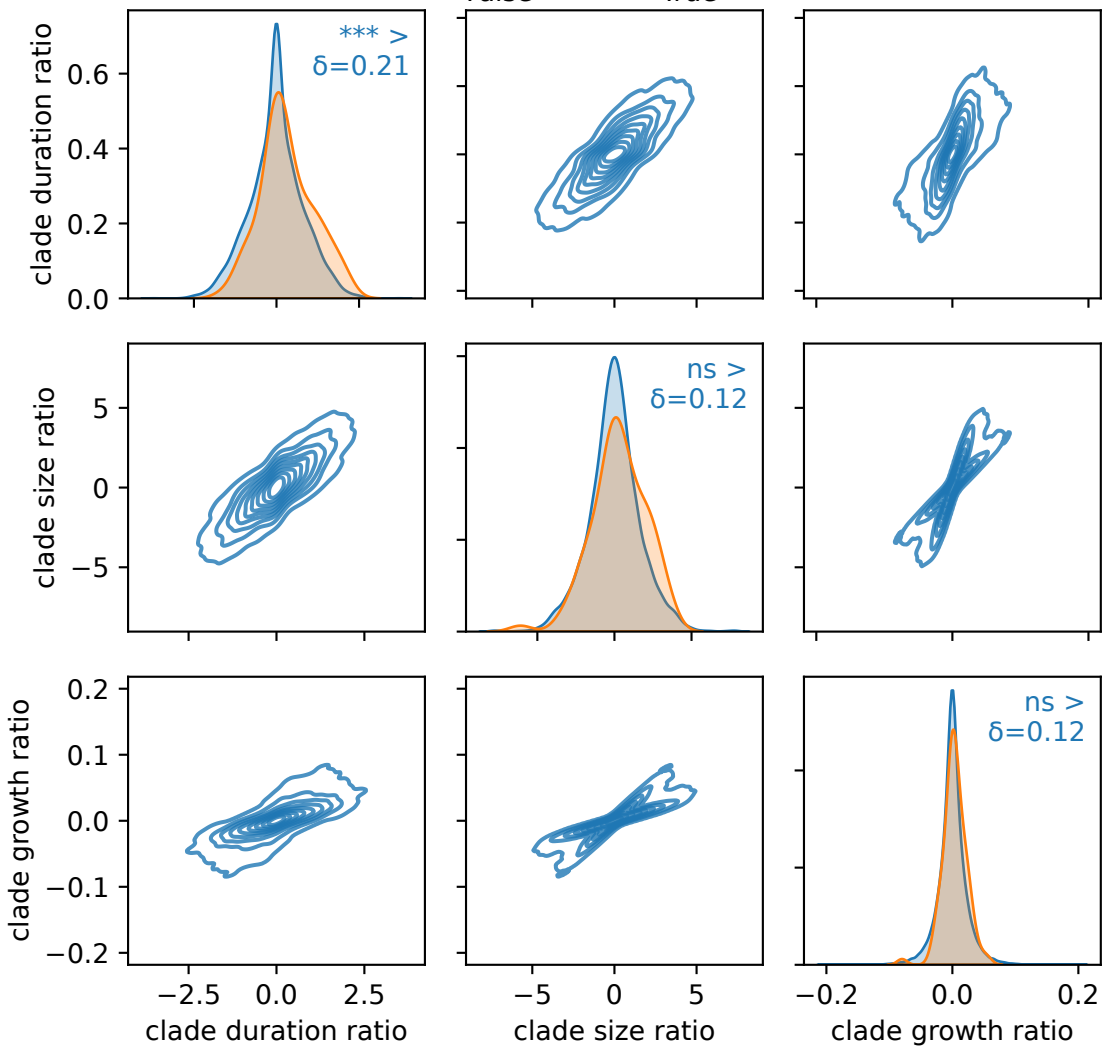 clade duration ratio
0.6
0.4
0.2
0.0
*** >
δ=0.21
clade size ratio
5
0
−5
ns >
δ=0.12
clade growth ratio
0.2
0.1
0.0
−0.1
−0.2
ns >
δ=0.12
−2.5 0.0 2.5
−5 0 5
−0.2 0.0 0.2
clade duration ratio
clade size ratio
clade growth ratio